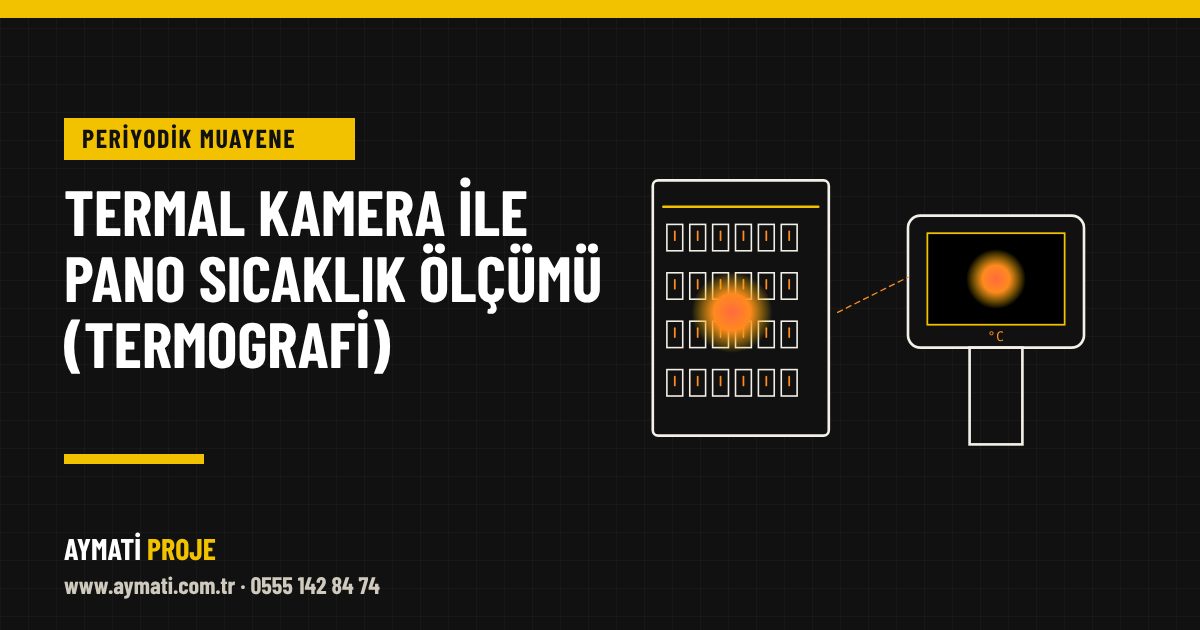 PERİYODİK MUAYENE
TERMAL KAMERA İLE
PANO SICAKLIK ÖLÇÜMÜ
(TERMOGRAFİ)
°C
AYMATİ PROJE
www.aymati.com.tr · 0555 142 84 74